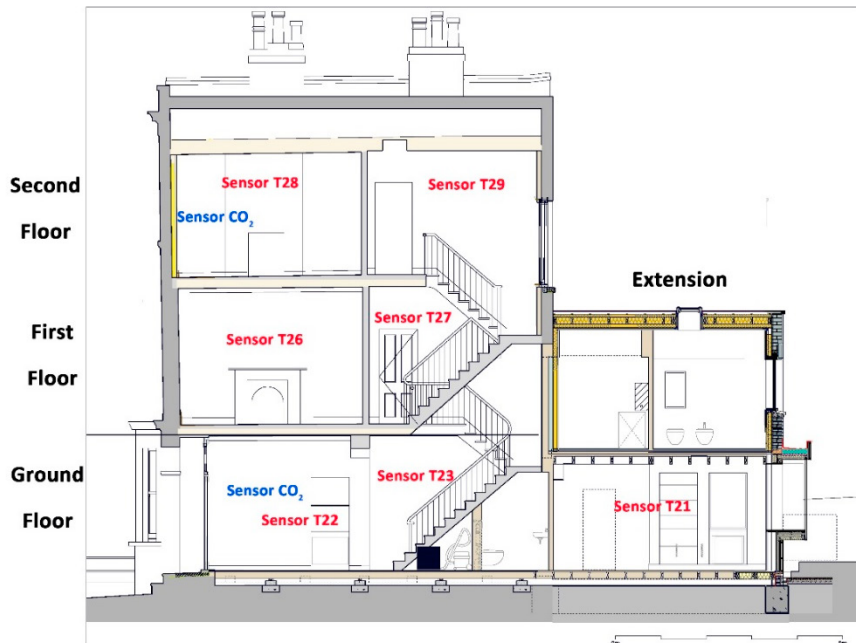 Second
Floor
Sensor T28
Sensor T29
Sensor CO₂
Extension
First
Floor
Sensor T26
Sensor T27
Ground
Floor
Sensor CO₂
Sensor T22
Sensor T23
Sensor T21